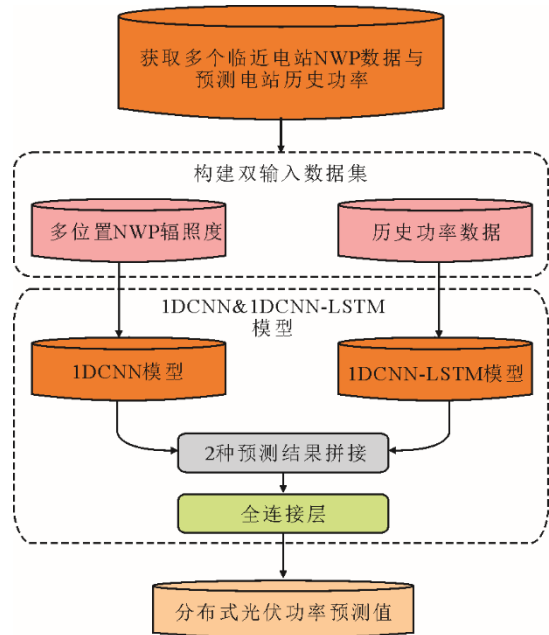 获取多个临近电站NWP数据与
预测电站历史功率
构建双输入数据集
多位置NWP辐照度
历史功率数据
1DCNN&1DCNN-LSTM
模型
1DCNN模型
1DCNN-LSTM模型
2种预测结果拼接
全连接层
分布式光伏功率预测值